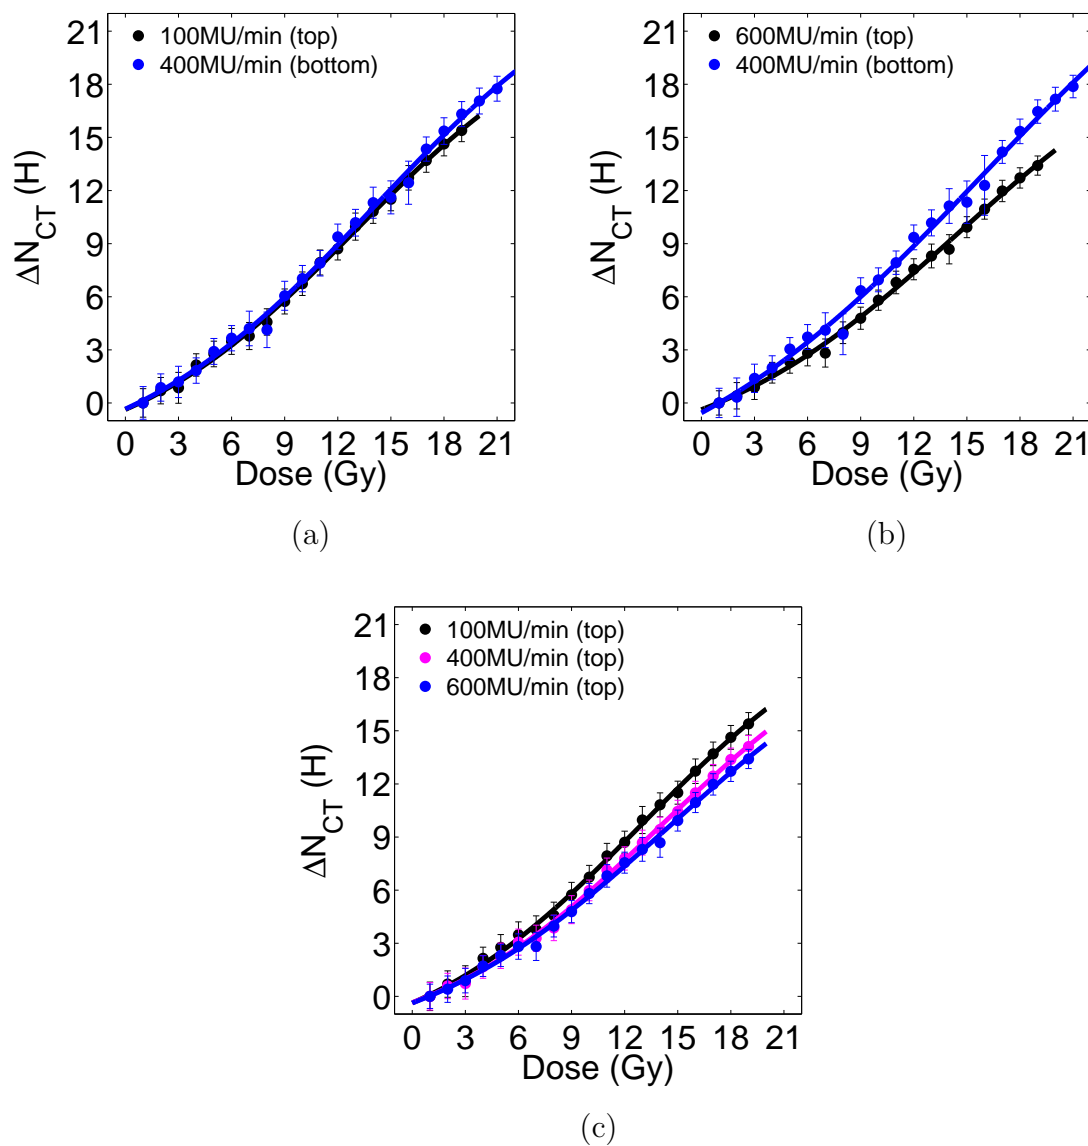 21
18
15
12
9
6
3
0
ΔN_CT (H)
100MU/min (top)
400MU/min (bottom)
0 3 6 9 12 15 18 21
Dose (Gy)
(a)
21
18
15
12
9
6
3
0
ΔN_CT (H)
600MU/min (top)
400MU/min (bottom)
0 3 6 9 12 15 18 21
Dose (Gy)
(b)
21
18
15
12
9
6
3
0
ΔN_CT (H)
100MU/min (top)
400MU/min (top)
600MU/min (top)
0 3 6 9 12 15 18 21
Dose (Gy)
(c)